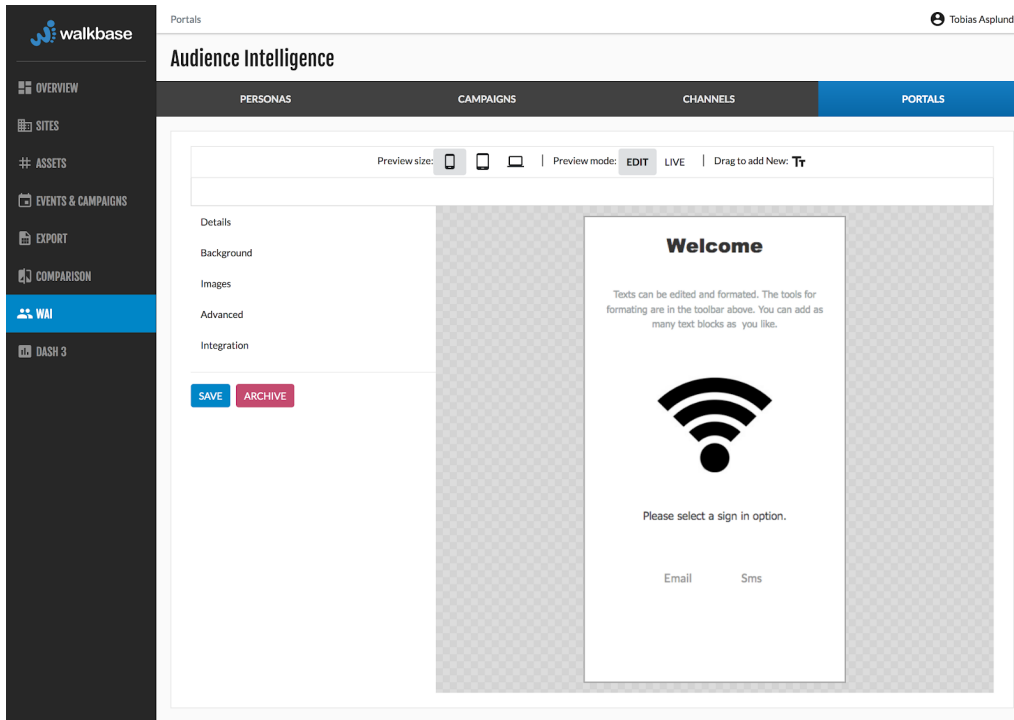 walkbase
Portals
Tobias Asplund
Audience Intelligence
OVERVIEW
SITES
ASSETS
EVENTS & CAMPAIGNS
EXPORT
COMPARISON
WAI
DASH 3
PERSONAS
CAMPAIGNS
CHANNELS
PORTALS
Preview size: | Preview mode: EDIT LIVE | Drag to add New: Tт
Details
Background
Images
Advanced
Integration
SAVE ARCHIVE
Welcome
Texts can be edited and formated. The tools for
formating are in the toolbar above. You can add as
many text blocks as you like.
Please select a sign in option.
Email Sms